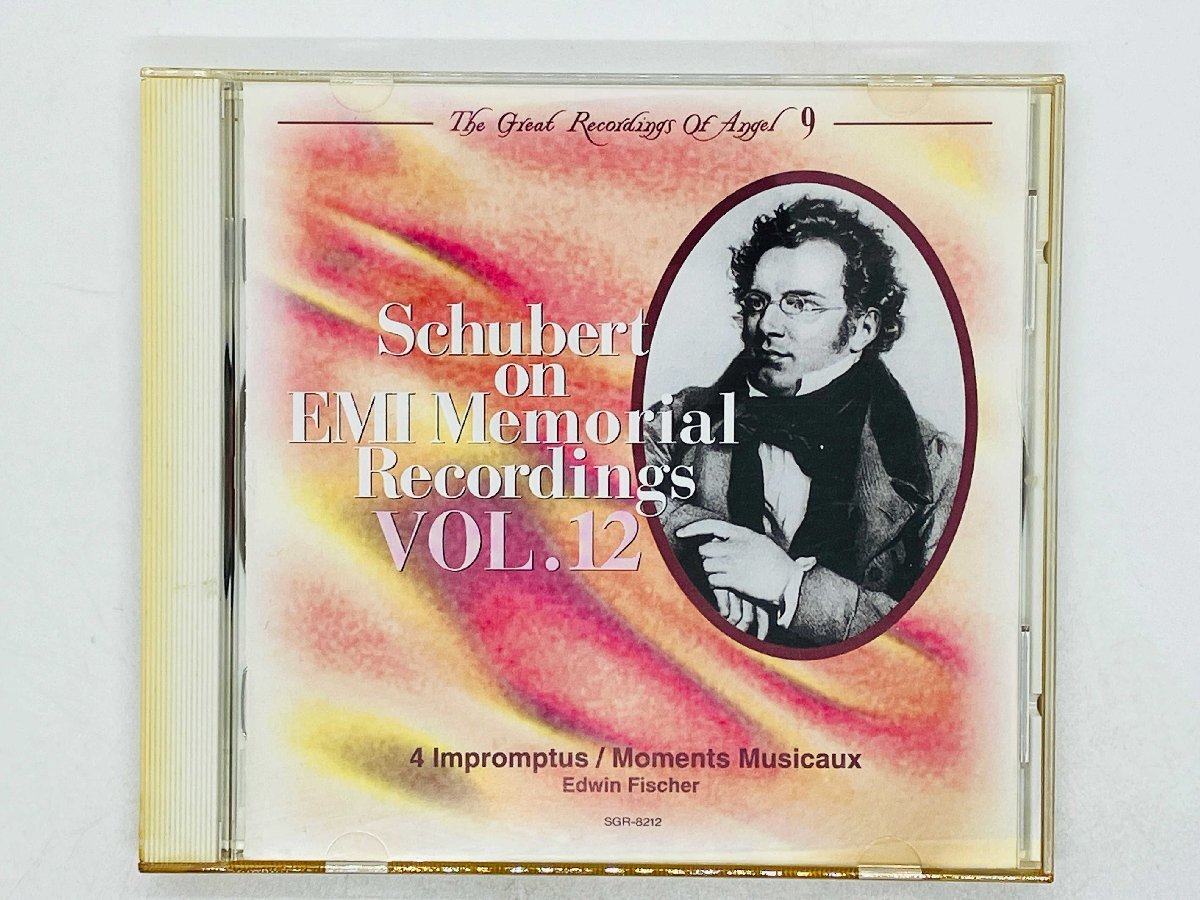 The Great Recordings Of Angel 9
Schubert
on
EMI Memorial
Recordings
VOL.12
4 Impromptus / Moments Musicaux
Edwin Fischer
SGR-8212